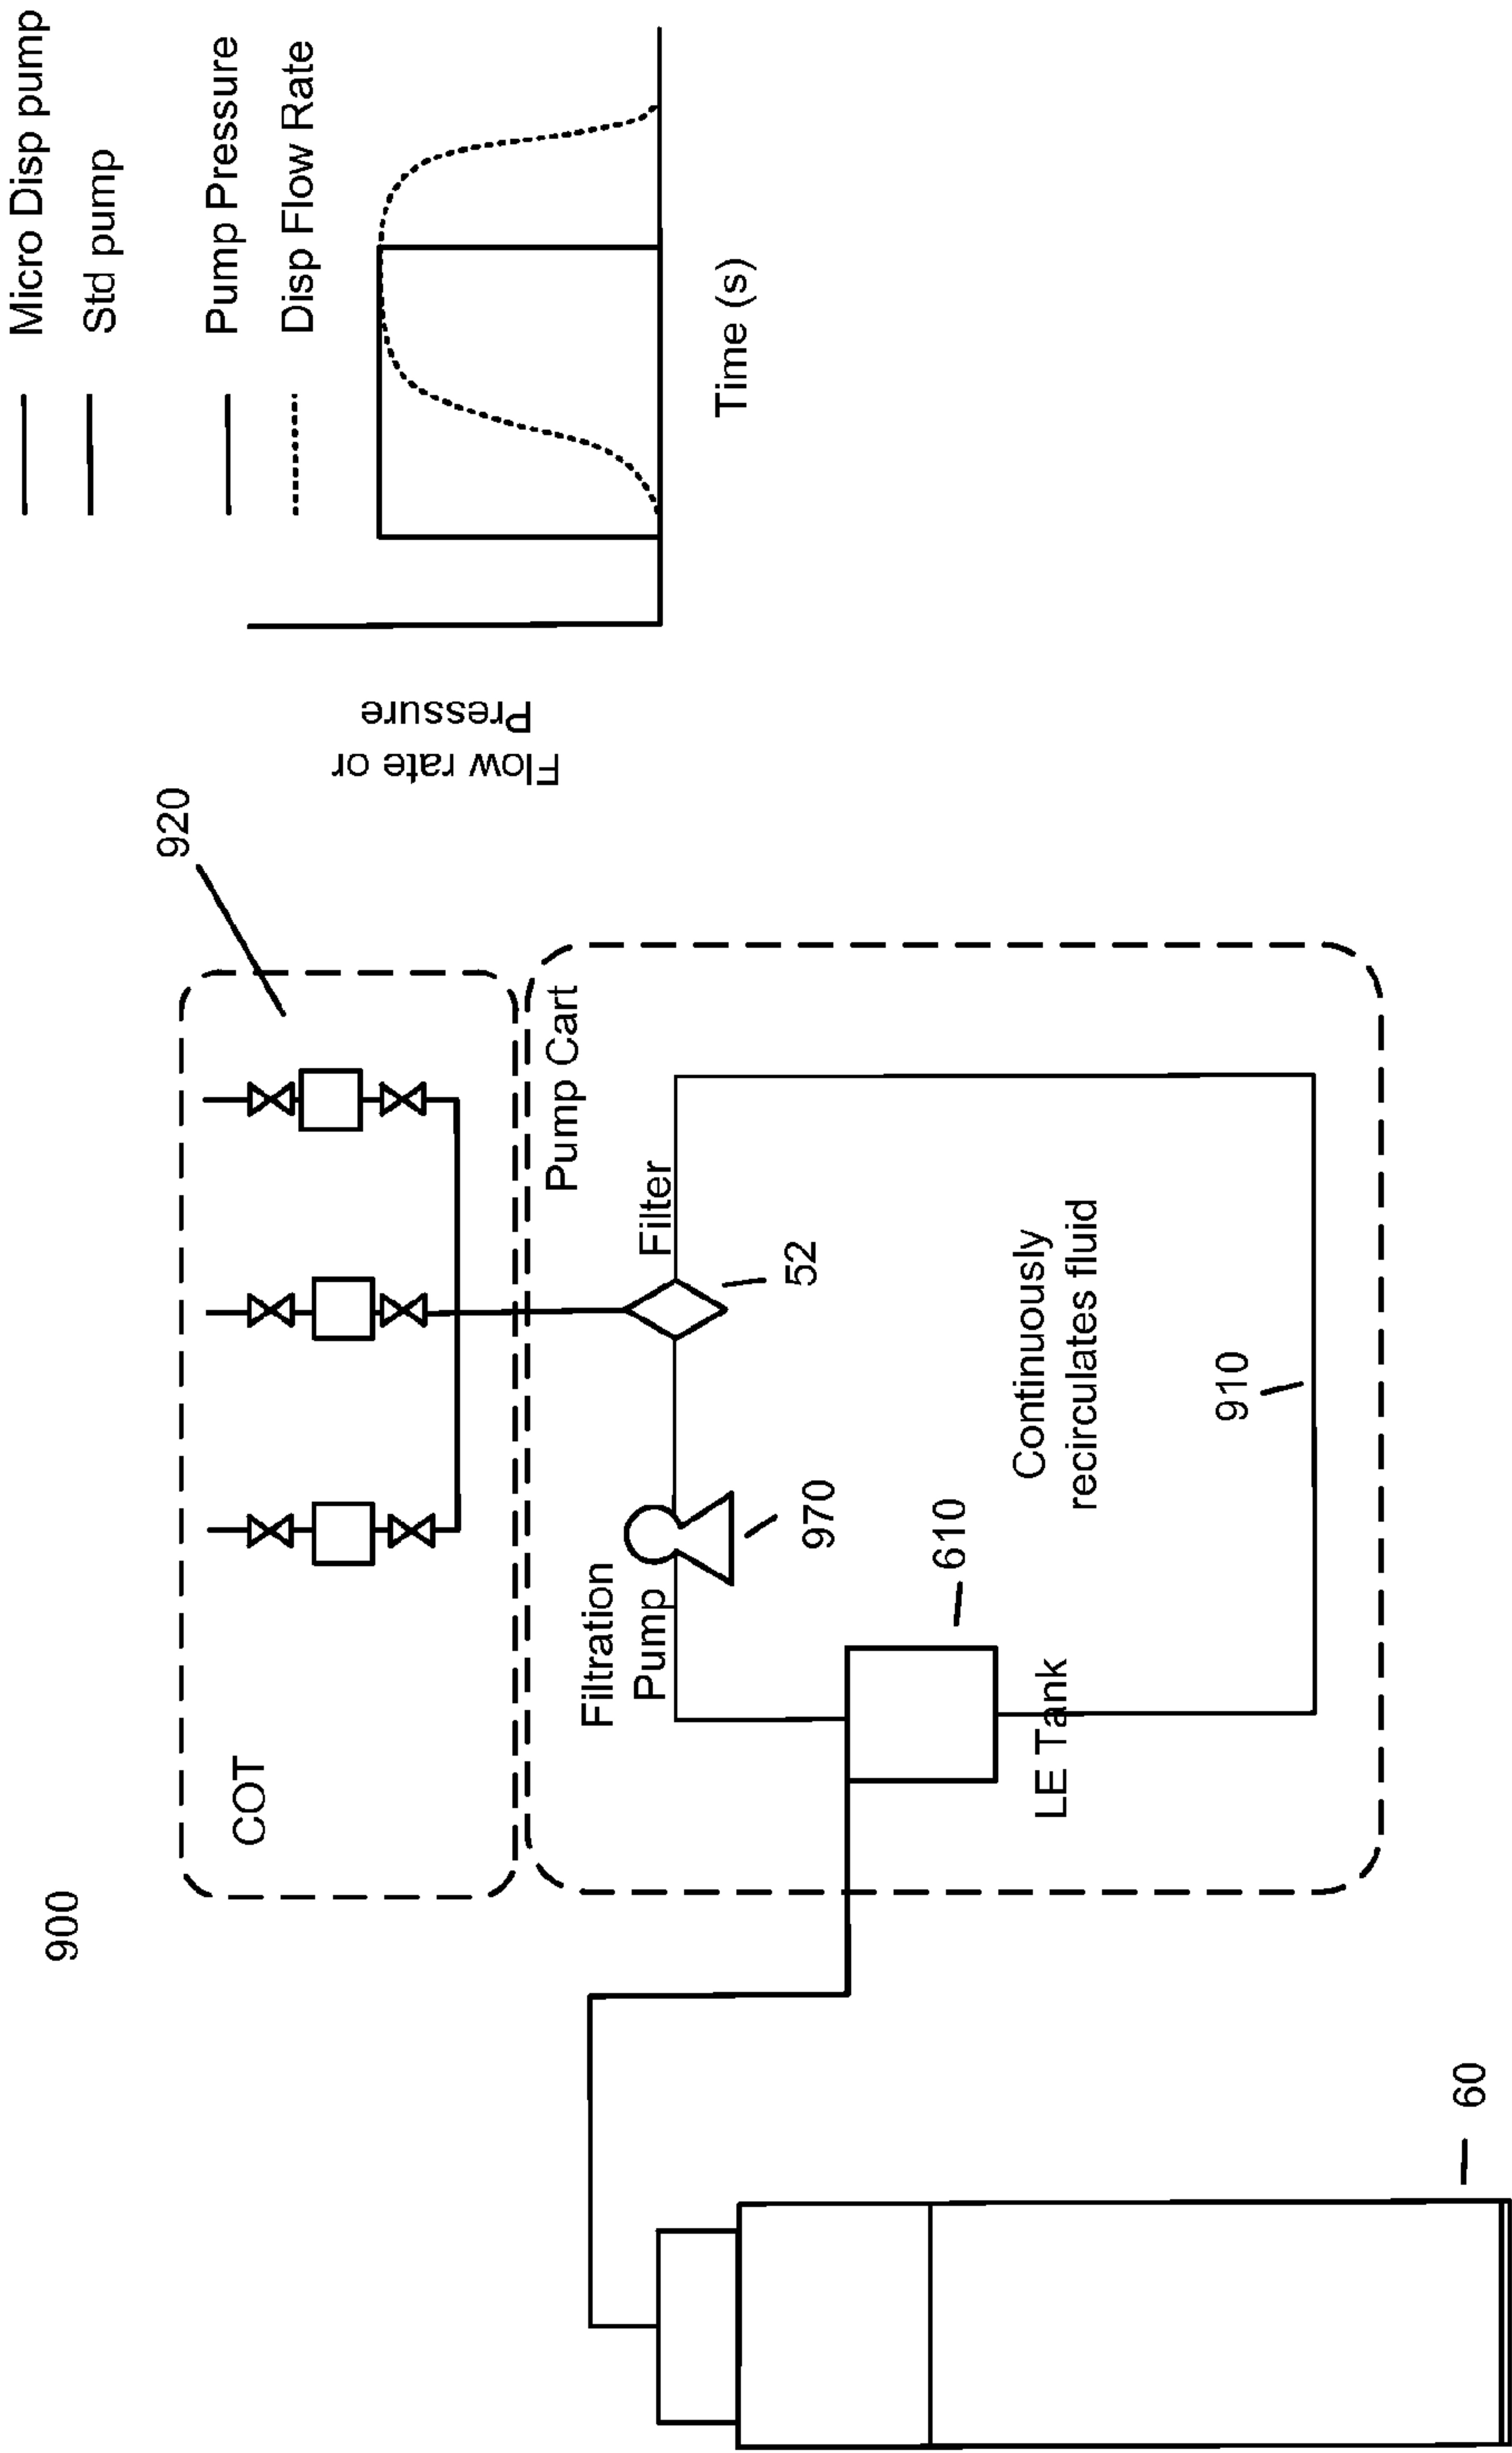 900
COT
920
Pump Cart
Filtration
Pump
970
Filter
52
610
LE Tank
Continuously
recirculates fluid
910
60
Micro Disp pump
Std pump
Pump Pressure
Disp Flow Rate
Flow rate or
Pressure
Time (s)